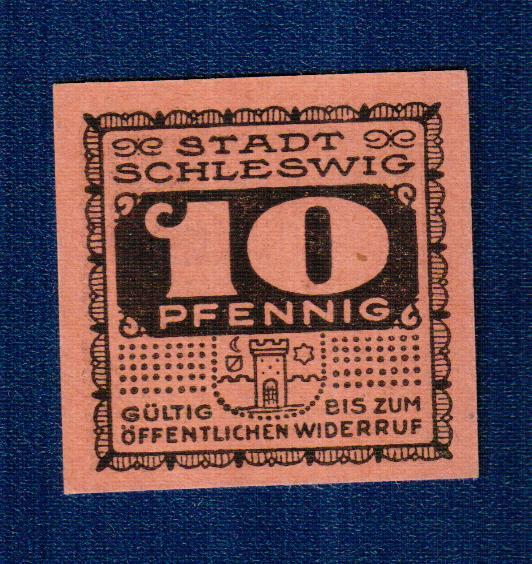 STADT
SCHLESWIG
10
PFENNIG
GÜLTIG BIS ZUM
ÖFFENTLICHEN WIDERRUF